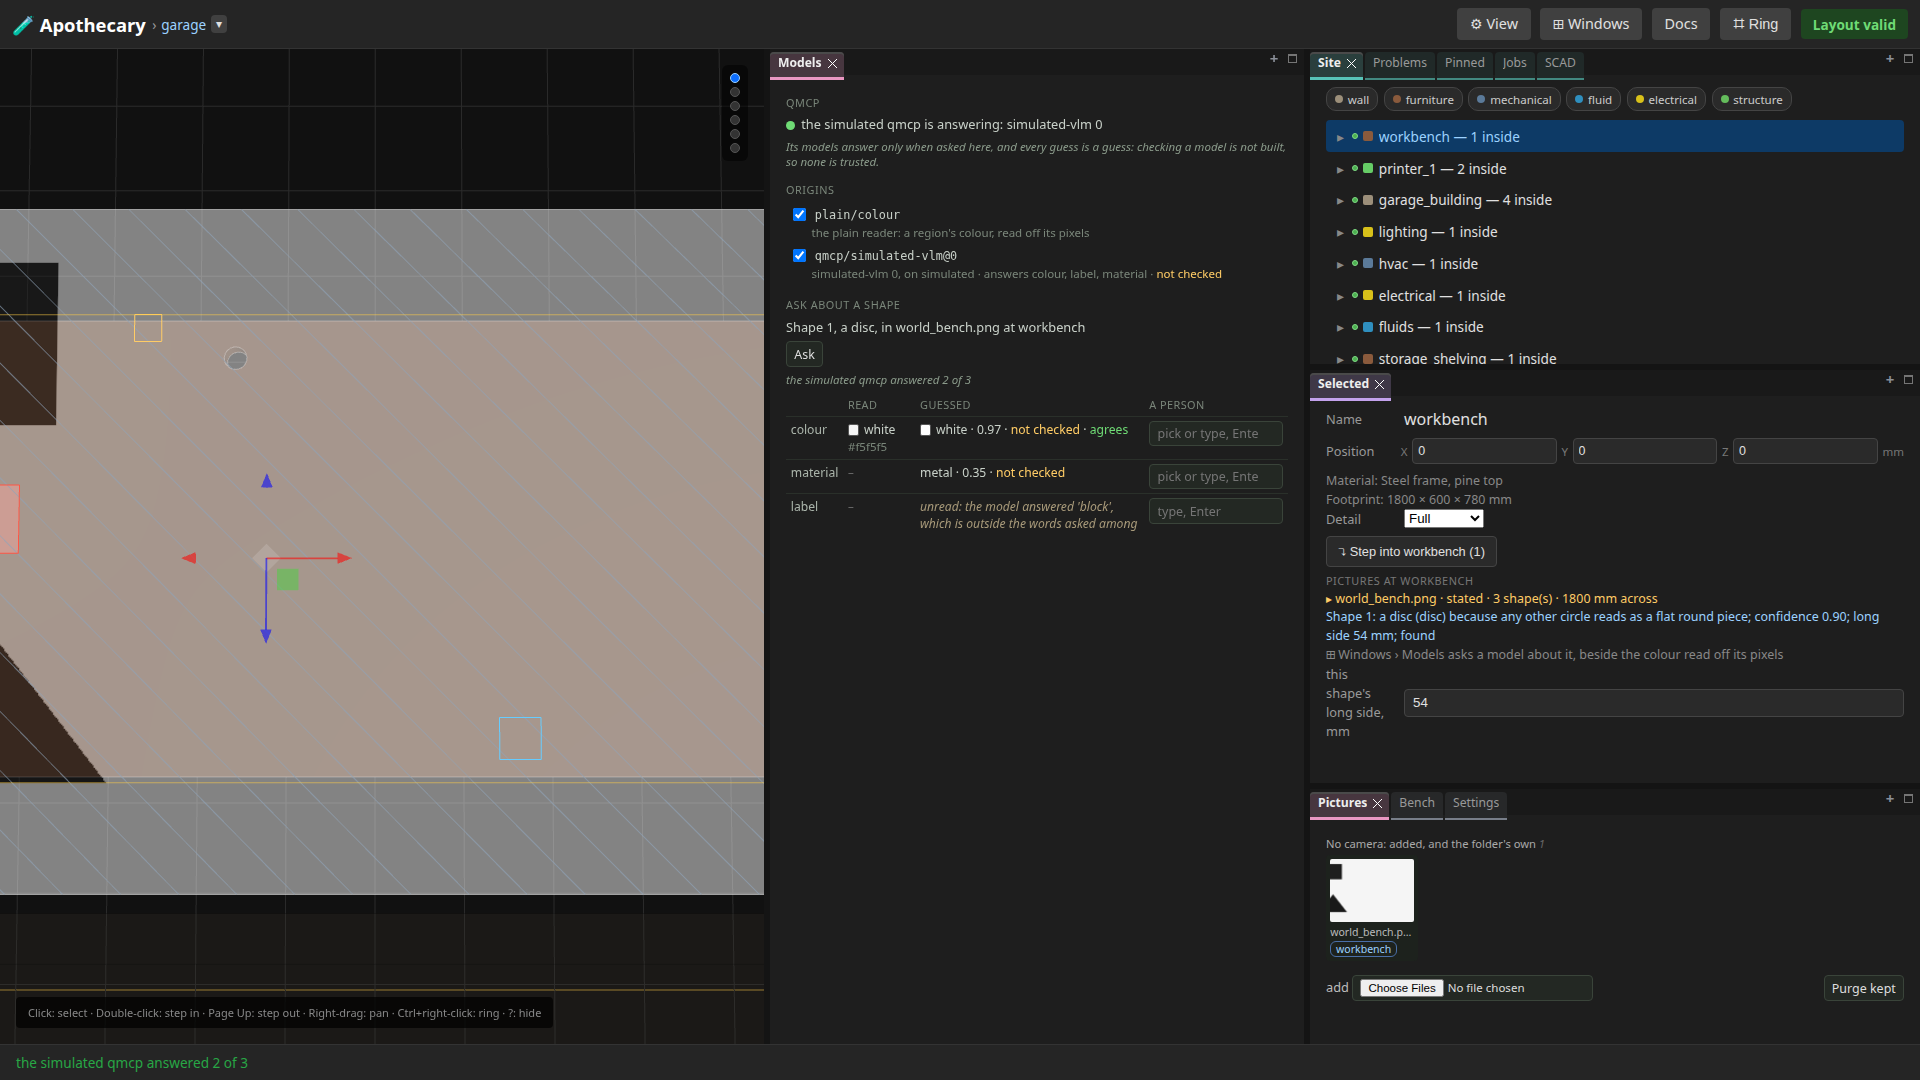 Apothecary › garage ▾
⚙ View
⊞ Windows
Docs
⌗ Ring
Layout valid
Models
QMCP
the simulated qmcp is answering: simulated-vlm 0
Its models answer only when asked here, and every guess is a guess: checking a model is not built,
so none is trusted.
ORIGINS
plain/colour
the plain reader: a region's colour, read off its pixels
qmcp/simulated-vlm@0
simulated-vlm 0, on simulated · answers colour, label, material · not checked
ASK ABOUT A SHAPE
Shape 1, a disc, in world_bench.png at workbench
Ask
the simulated qmcp answered 2 of 3
READ GUESSED A PERSON
colour white white · 0.97 · not checked · agrees pick or type, Ente
#f5f5f5
material – metal · 0.35 · not checked pick or type, Ente
label – unread: the model answered 'block', type, Enter
which is outside the words asked among
Site Problems Pinned Jobs SCAD
wall furniture mechanical fluid electrical structure
workbench — 1 inside
printer_1 — 2 inside
garage_building — 4 inside
lighting — 1 inside
hvac — 1 inside
electrical — 1 inside
fluids — 1 inside
storage_shelving — 1 inside
Selected
Name workbench
Position X 0 Y 0 Z 0 mm
Material: Steel frame, pine top
Footprint: 1800 × 600 × 780 mm
Detail Full
↴ Step into workbench (1)
PICTURES AT WORKBENCH
▸ world_bench.png · stated · 3 shape(s) · 1800 mm across
Shape 1: a disc (disc) because any other circle reads as a flat round piece; confidence 0.90; long
side 54 mm; found
⊞ Windows › Models asks a model about it, beside the colour read off its pixels
this
shape's
long side,
mm
54
Pictures Bench Settings
No camera: added, and the folder's own 1
world_bench.p...
workbench
add Choose Files No file chosen
Purge kept
Click: select · Double-click: step in · Page Up: step out · Right-drag: pan · Ctrl+right-click: ring · ?: hide
the simulated qmcp answered 2 of 3